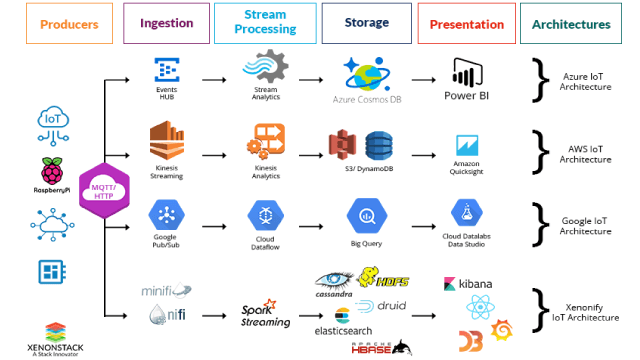 Producers
Ingestion
Stream
Processing
Storage
Presentation
Architectures
IoT
RaspberryPi
MQTT/
HTTP
Events
HUB
Stream
Analytics
Azure Cosmos DB
Power BI
Azure IoT
Architecture
Kinesis
Streaming
Kinesis
Analytics
S3/ DynamoDB
Amazon
Quicksight
AWS IoT
Architecture
Google
Pub/Sub
Cloud
Dataflow
Big Query
Cloud Datalabs
Data Studio
Google IoT
Architecture
minifi
nifi
Spark
Streaming
cassandra
HDFS
druid
elasticsearch
APACHE
HBASE
kibana
D3
Xenonify
IoT Architecture
XENONSTACK
A Stack Innovator